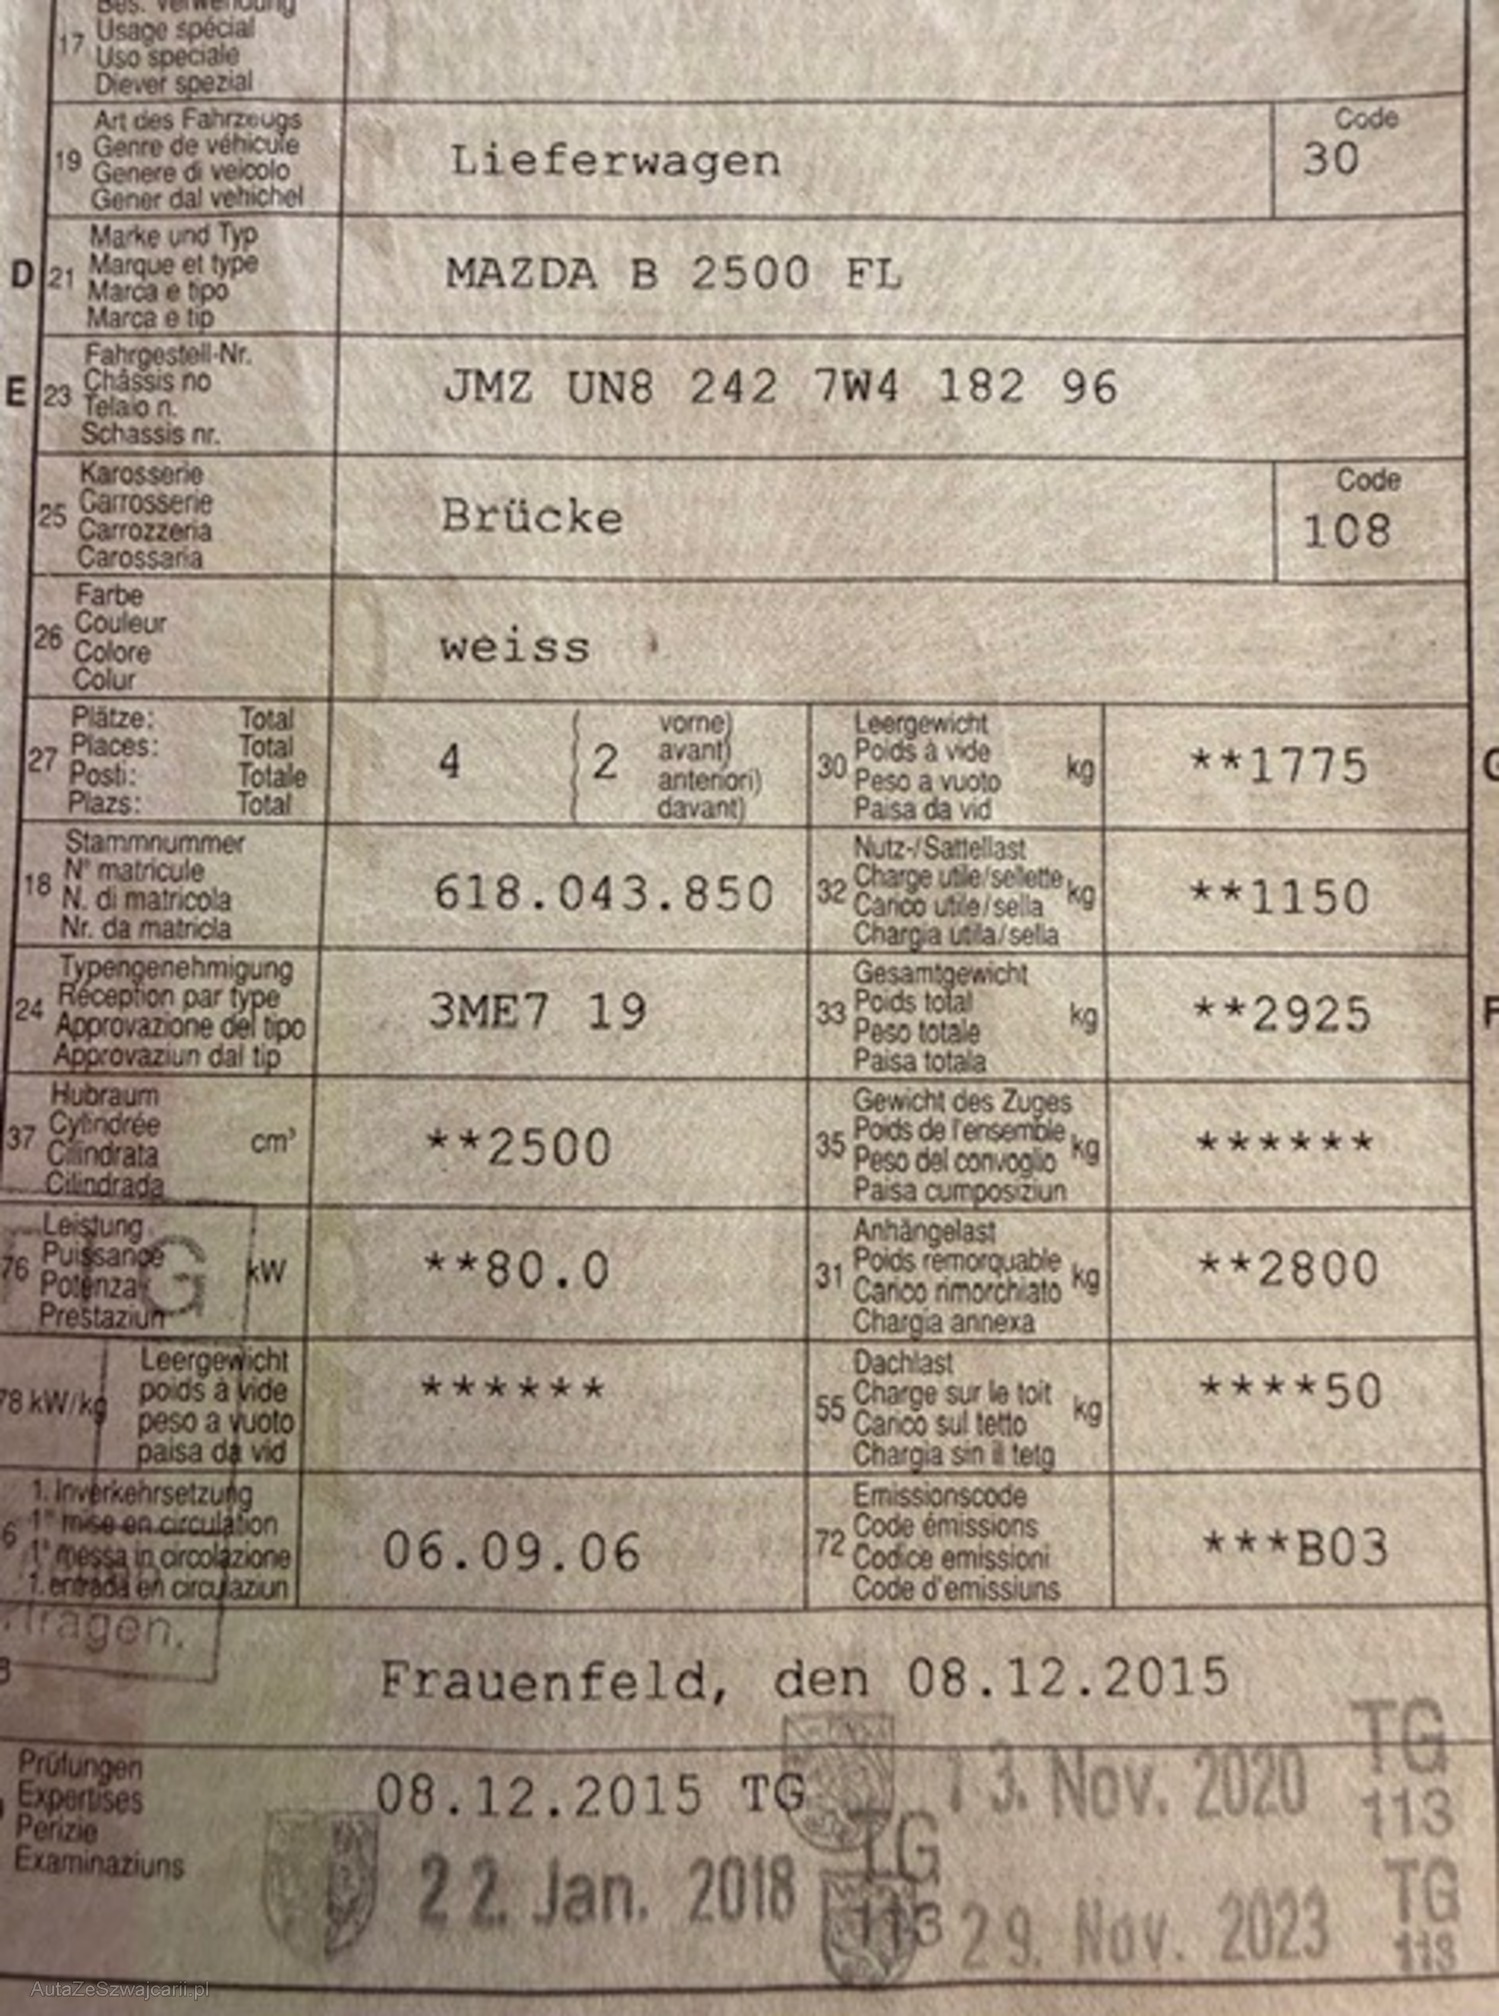 Bes. Verwendung
17 Usage spécial
Uso speciale
Diever spezial
Art des Fahrzeugs
19 Genre de véhicule
Genere di veicolo
Gener dal vehichel
Lieferwagen
Code
30
D 21 Marke und Typ
Marque et type
Marca e tipo
Marca e tip
MAZDA B 2500 FL
E 23 Fahrgestell-Nr.
Châssis no
Telaio n.
Schassis nr.
JMZ UN8 242 7W4 182 96
25 Karosserie
Carrosserie
Carrozzeria
Carossaria
Brücke
Code
108
26 Farbe
Couleur
Colore
Colur
weiss
27 Plätze: Total
Places: Total
Posti: Totale
Plazs: Total
4 ( 2 vorne)
avant)
anteriori)
davant)
30 Leergewicht
Poids à vide
Peso a vuoto
Paisa da vid
kg
**1775
G
18 Stammnummer
N° matricule
N. di matricola
Nr. da matricla
618.043.850
32 Nutz-/Sattellast
Charge utile/sellette
Carico utile/sella
Chargia utila/sella
kg
**1150
24 Typengenehmigung
Réception par type
Approvazione del tipo
Approvaziun dal tip
3ME7 19
33 Gesamtgewicht
Poids total
Peso totale
Paisa totala
kg
**2925
F
37 Hubraum
Cylindrée
Cilindrata
Cilindrada
cm³
**2500
35 Gewicht des Zuges
Poids de l'ensemble
Peso del convoglio
Paisa cumposiziun
kg
******
76 Leistung
Puissance
Potenza
Prestaziun
kW
G
**80.0
31 Anhängelast
Poids remorquable
Carico rimorchiato
Chargia annexa
kg
**2800
78 kW/kg
Leergewicht
poids à vide
peso a vuoto
paisa da vid
******
55 Dachlast
Charge sur le toit
Carico sul tetto
Chargia sin il tetg
kg
****50
6 1. Inverkehrsetzung
1re mise en circulation
1a messa in circolazione
1. entrada en circulaziun
06.09.06
72 Emissionscode
Code émissions
Codice emissioni
Code d'emissiuns
***B03
tragen.
Frauenfeld, den 08.12.2015
Prüfungen
Expertises
Perizie
Examinaziuns
08.12.2015 TG
13. Nov. 2020
TG
113
22. Jan. 2018
TG
113
29. Nov. 2023
TG
113
AutaZeSzwajcarii.pl